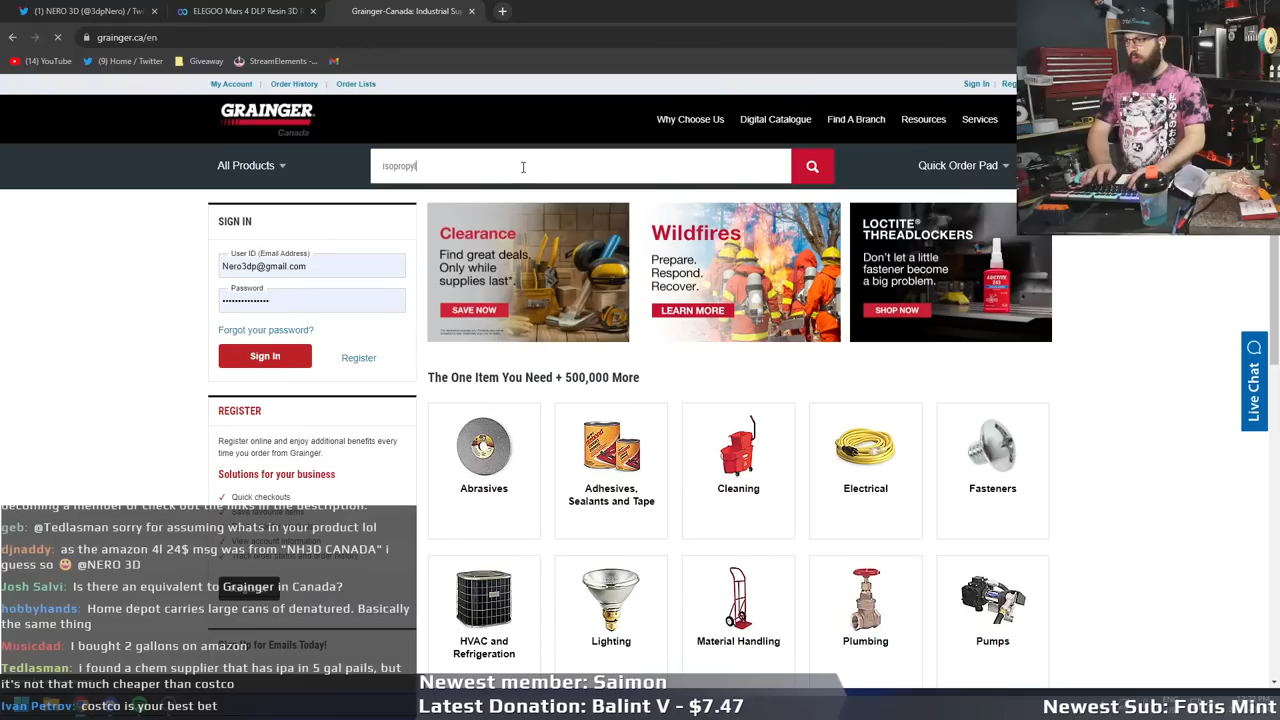 (1) NERO 3D (@3dpNero) / Tw
ELEGOO Mars 4 DLP Resin 3D P
Grainger-Canada: Industrial Su
grainger.ca/en
(14) YouTube
(9) Home / Twitter
Giveaway
StreamElements -...
My Account
Order History
Order Lists
Sign In
Reg
GRAINGER
Canada
Why Choose Us
Digital Catalogue
Find A Branch
Resources
Services
All Products
isopropyl
Quick Order Pad
SIGN IN
User ID (Email Address)
Nero3dp@gmail.com
Password
Forgot your password?
Sign In
Register
Clearance
Find great deals.
Only while
supplies last*.
SAVE NOW
Wildfires
Prepare.
Respond.
Recover.
LEARN MORE
LOCTITE
THREADLOCKERS
Don't let a little
fastener become
a big problem.
SHOP NOW
Live Chat
The One Item You Need + 500,000 More
REGISTER
Register online and enjoy additional benefits every
time you order from Grainger.
Solutions for your business
Quick checkouts
Abrasives
Adhesives,
Sealants and Tape
Cleaning
Electrical
Fasteners
HVAC and
Refrigeration
Lighting
Material Handling
Plumbing
Pumps
becoming a member or check out the links in the description.
geb: @Tedlasman sorry for assuming whats in your product lol
djnaddy: as the amazon 4l 24$ msg was from "NH3D CANADA" i
guess so @NERO 3D
Josh Salvi: Is there an equivalent to Grainger in Canada?
hobbyhands: Home depot carries large cans of denatured. Basically
the same thing
Musicdad: I bought 2 gallons on amazon
Sign Up for Emails Today!
Tedlasman: i found a chem supplier that has ipa in 5 gal pails, but
it's not that much cheaper than costco
Ivan Petrov: costco is your best bet
Newest member: Saimon
Latest Donation: Balint V - $7.47
Newest Sub: Fotis Mint